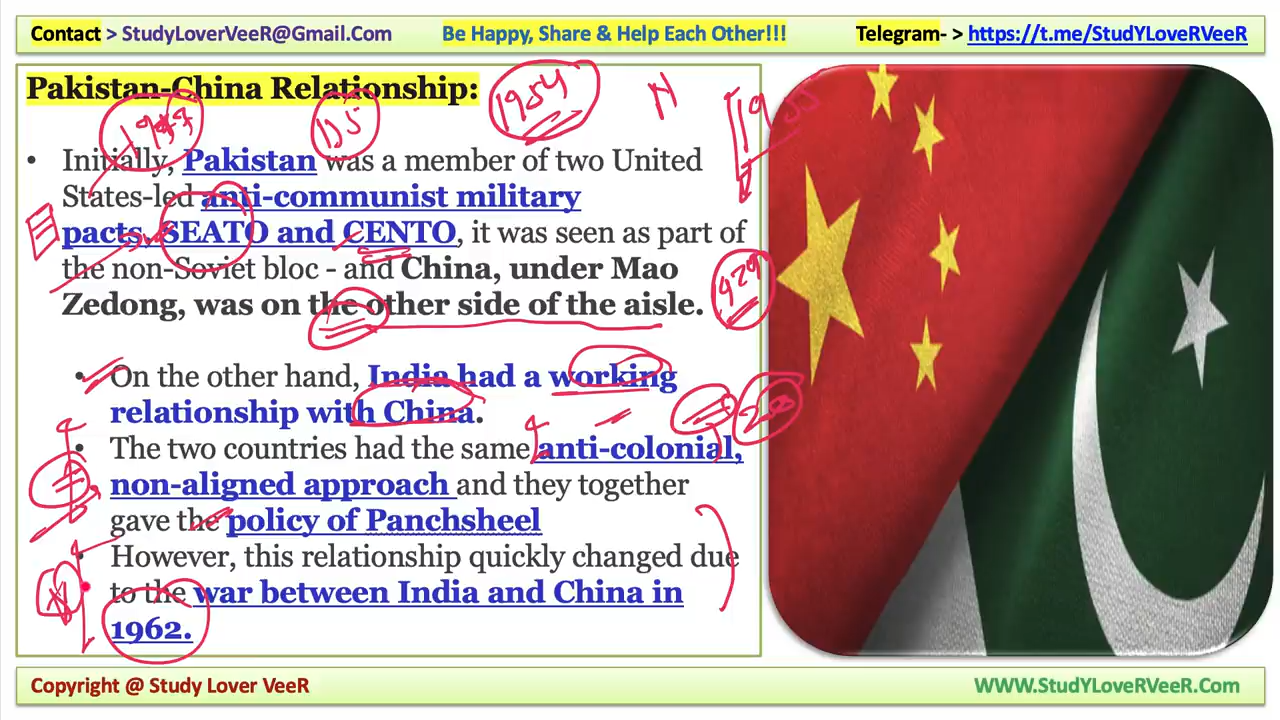 Contact > StudyLoverVeeR@Gmail.Com Be Happy, Share & Help Each Other!!! Telegram- > https://t.me/StudYLoveRVeeR
Pakistan-China Relationship:
1954
N
1955
• Initially, Pakistan was a member of two United
States-led anti-communist military
pacts, SEATO and CENTO, it was seen as part of
the non-Soviet bloc - and China, under Mao
Zedong, was on the other side of the aisle.
• On the other hand, India had a working
relationship with China.
• The two countries had the same anti-colonial,
non-aligned approach and they together
gave the policy of Panchsheel
• However, this relationship quickly changed due
to the war between India and China in
1962.
Copyright @ Study Lover VeeR WWW.StudYLoveRVeeR.Com